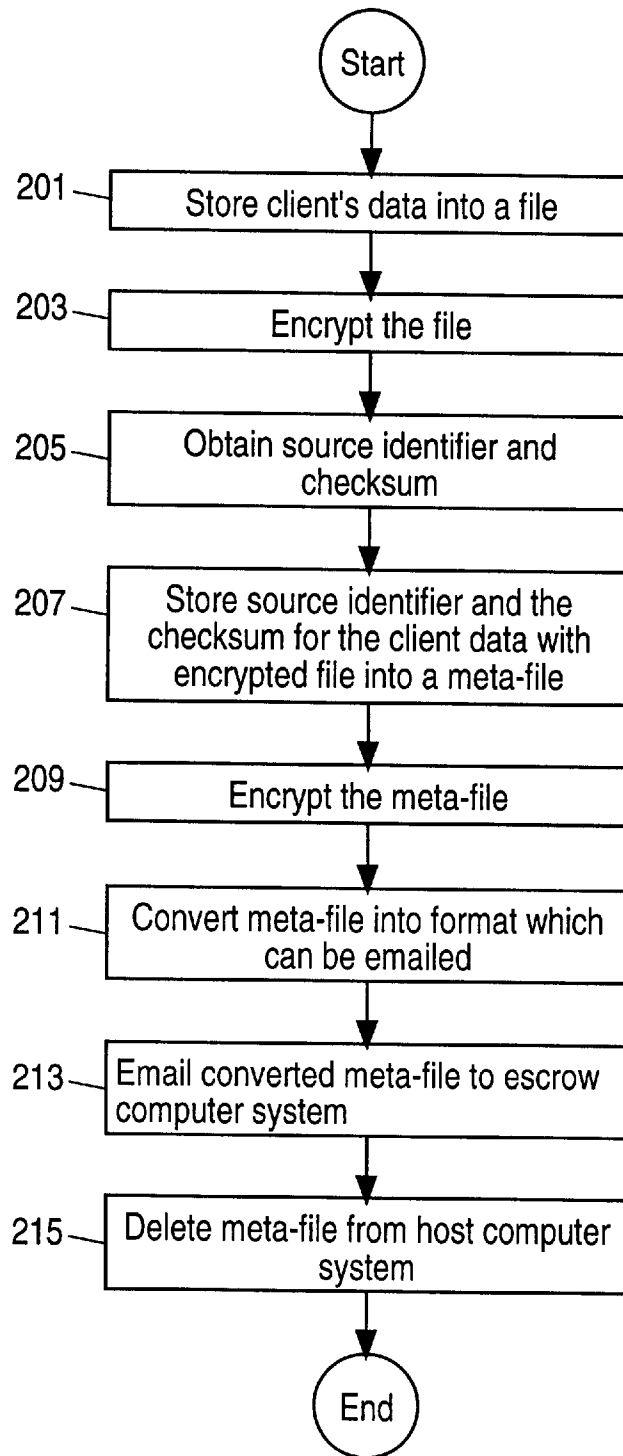 Start
201
Store client's data into a file
203
Encrypt the file
205
Obtain source identifier and
checksum
207
Store source identifier and the
checksum for the client data with
encrypted file into a meta-file
209
Encrypt the meta-file
211
Convert meta-file into format which
can be emailed
213
Email converted meta-file to escrow
computer system
215
Delete meta-file from host computer
system
End